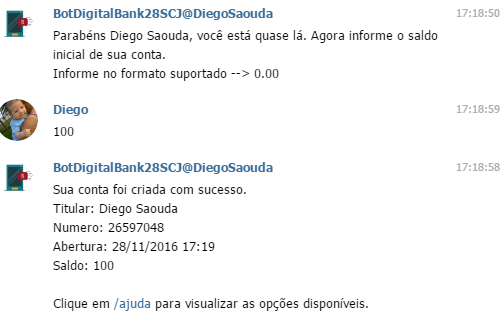 BotDigitalBank28SCJ@DiegoSaouda 17:18:50
Parabéns Diego Saouda, você está quase lá. Agora informe o saldo
inicial de sua conta.
Informe no formato suportado --> 0.00
Diego 17:18:59
100
BotDigitalBank28SCJ@DiegoSaouda 17:18:58
Sua conta foi criada com sucesso.
Titular: Diego Saouda
Numero: 26597048
Abertura: 28/11/2016 17:19
Saldo: 100
Clique em /ajuda para visualizar as opções disponíveis.